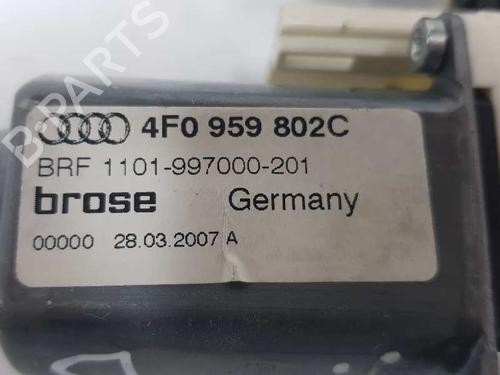 4F0 959 802C
BRF 1101-997000-201
brose Germany
00000 28.03.2007 A
B-PARTS